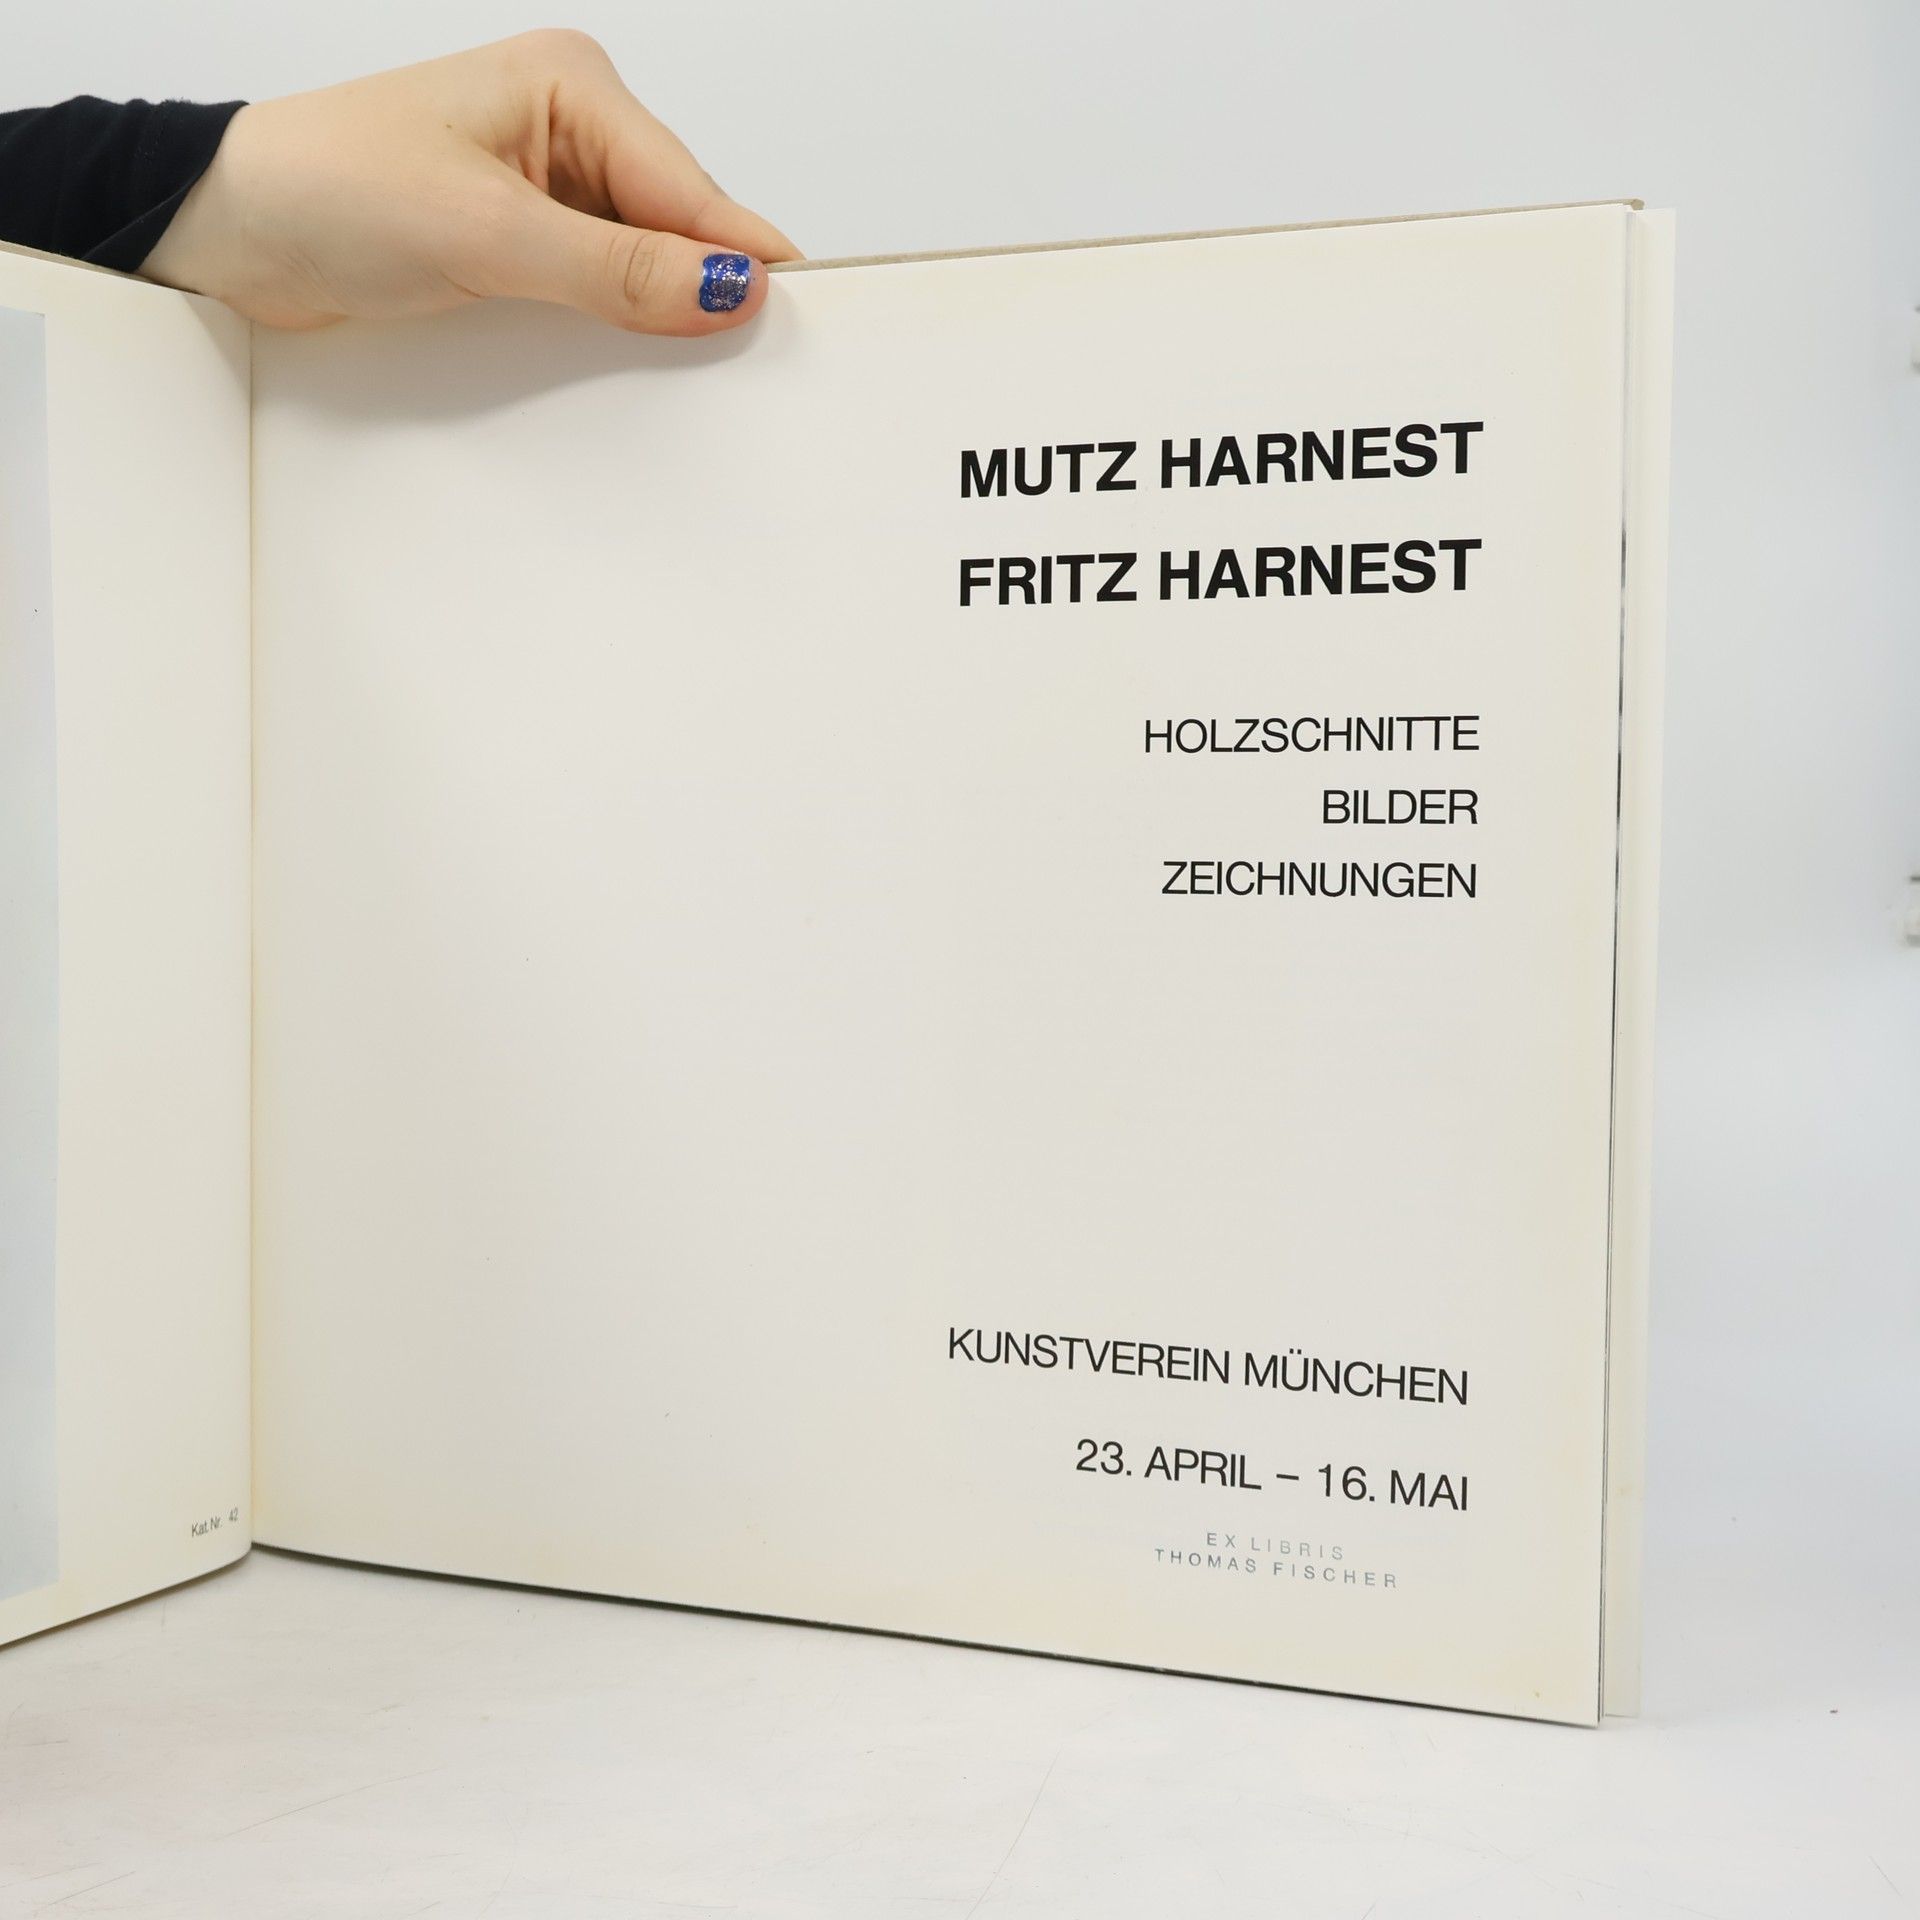 Kat.Nr. 42
MUTZ HARNEST
FRITZ HARNEST
HOLZSCHNITTE
BILDER
ZEICHNUNGEN
KUNSTVEREIN MÜNCHEN
23. APRIL – 16. MAI
EX LIBRIS
THOMAS FISCHER